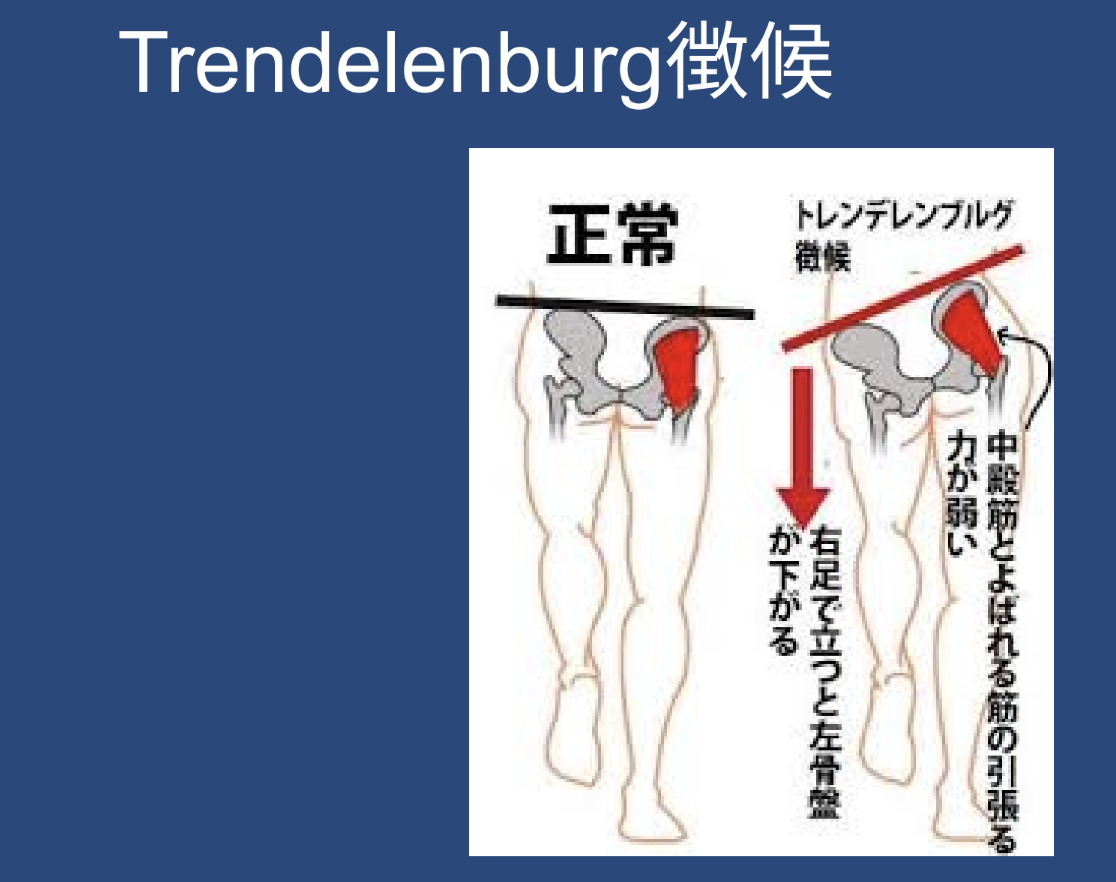 Trendelenburg徴候
正常
トレンデレンブルグ
徴候
中殿筋とよばれる筋の引張る
力が弱い
右足で立つと左骨盤
が下がる